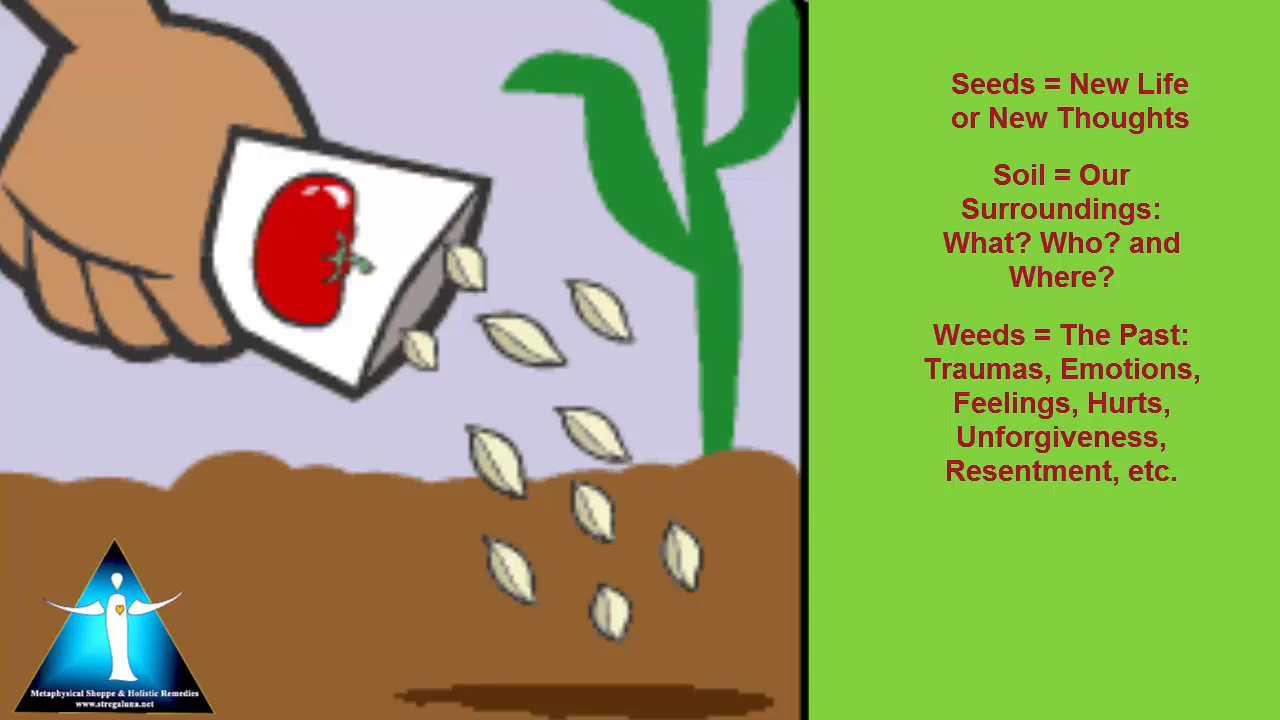 Seeds = New Life
or New Thoughts
Soil = Our
Surroundings:
What? Who? and
Where?
Weeds = The Past:
Traumas, Emotions,
Feelings, Hurts,
Unforgiveness,
Resentment, etc.
Metaphysical Shoppe & Holistic Remedies
www.stregaluna.net